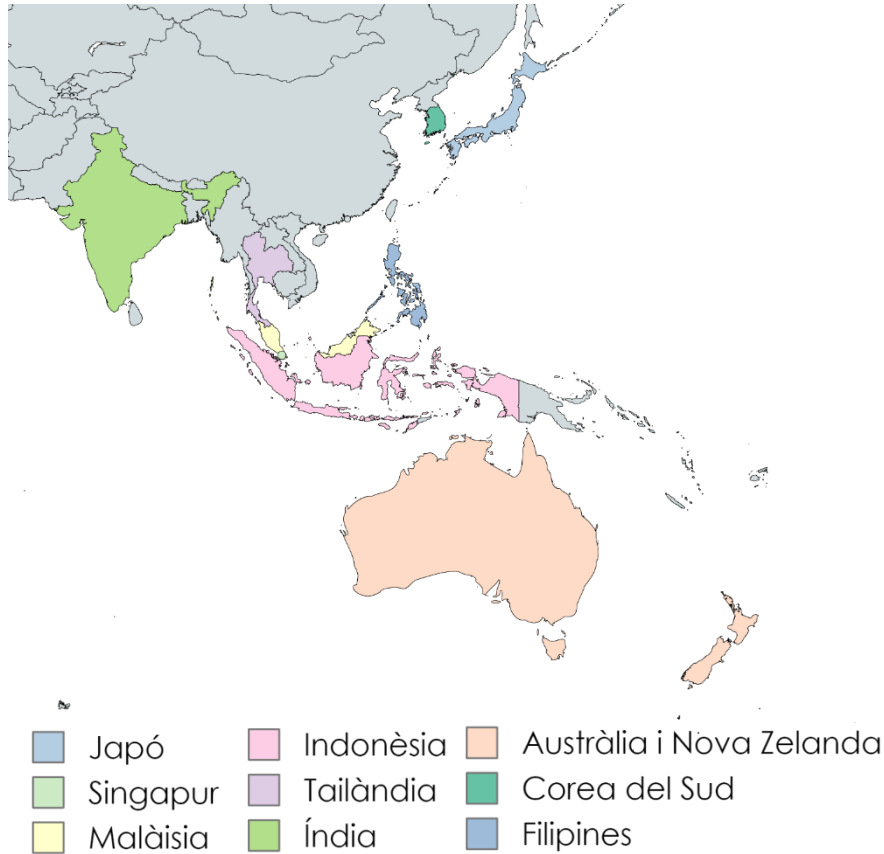 Japó
Singapur
Malàisia
Indonèsia
Tailàndia
Índia
Austràlia i Nova Zelanda
Corea del Sud
Filipines